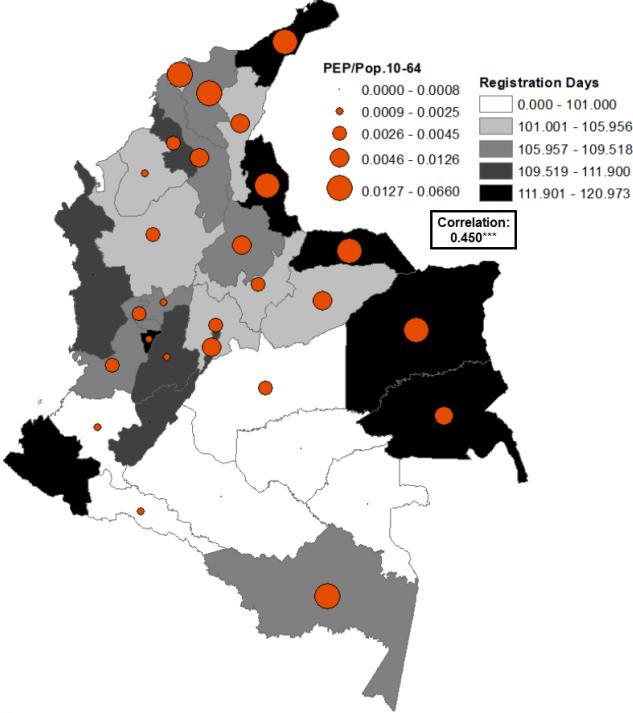 PEP/Pop.10-64
0.0000 - 0.0008
0.0009 - 0.0025
0.0026 - 0.0045
0.0046 - 0.0126
0.0127 - 0.0660
Registration Days
0.000 - 101.000
101.001 - 105.956
105.957 - 109.518
109.519 - 111.900
111.901 - 120.973
Correlation:
0.450***